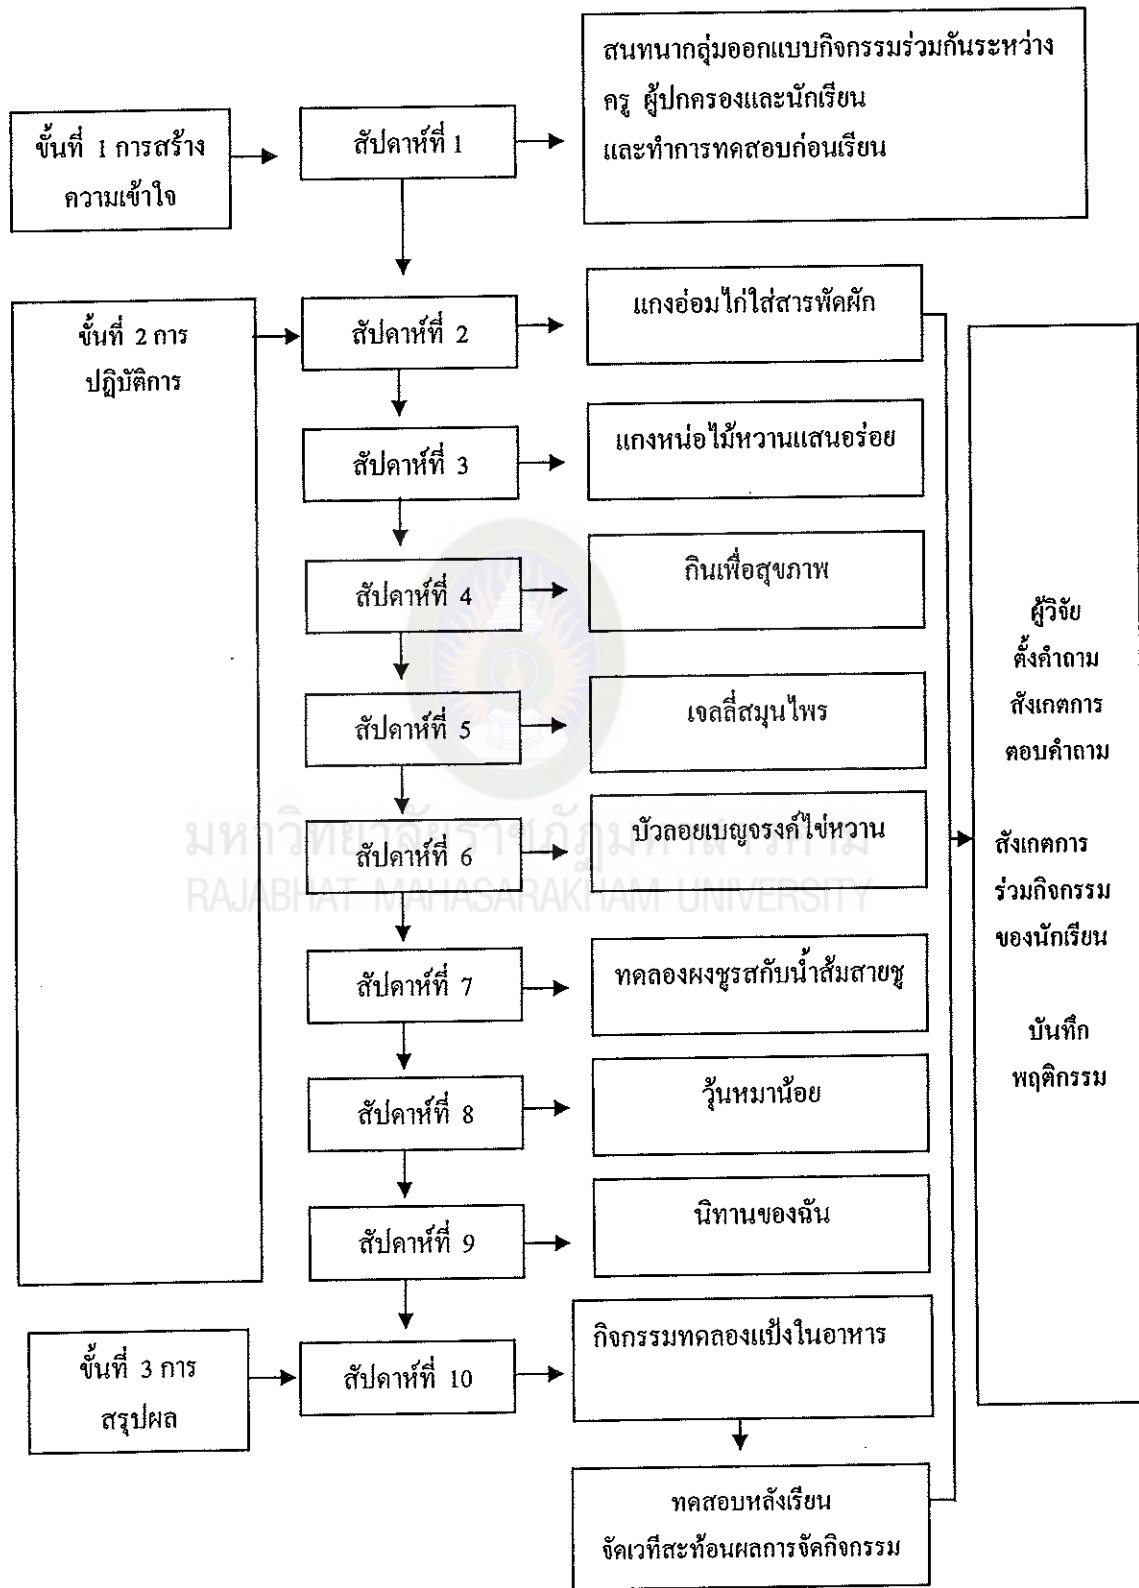 สนทนากลุ่มออกแบบกิจกรรมร่วมกันระหว่าง
ครู ผู้ปกครองและนักเรียน
และทำการทดสอบก่อนเรียน
ขั้นที่ 1 การสร้าง
ความเข้าใจ
สัปดาห์ที่ 1
ขั้นที่ 2 การ
ปฏิบัติการ
สัปดาห์ที่ 2
แกงอ่อมไก่ใส่สารพัดผัก
สัปดาห์ที่ 3
แกงหน่อไม้หวานแสนอร่อย
สัปดาห์ที่ 4
กินเพื่อสุขภาพ
สัปดาห์ที่ 5
เจลลี่สมุนไพร
สัปดาห์ที่ 6
บัวลอยเบญจรงค์ไข่หวาน
สัปดาห์ที่ 7
ทดลองผงชูรสกับน้ำส้มสายชู
สัปดาห์ที่ 8
วุ้นหมาน้อย
สัปดาห์ที่ 9
นิทานของฉัน
ขั้นที่ 3 การ
สรุปผล
สัปดาห์ที่ 10
กิจกรรมทดลองแป้งในอาหาร
ทดสอบหลังเรียน
จัดเวทีสะท้อนผลการจัดกิจกรรม
ผู้วิจัย
ตั้งคำถาม
สังเกตการ
ตอบคำถาม
สังเกตการ
ร่วมกิจกรรม
ของนักเรียน
บันทึก
พฤติกรรม
มหาวิทยาลัยราชภัฏมหาสารคาม
RAJABHAT MAHASARAKHAM UNIVERSITY